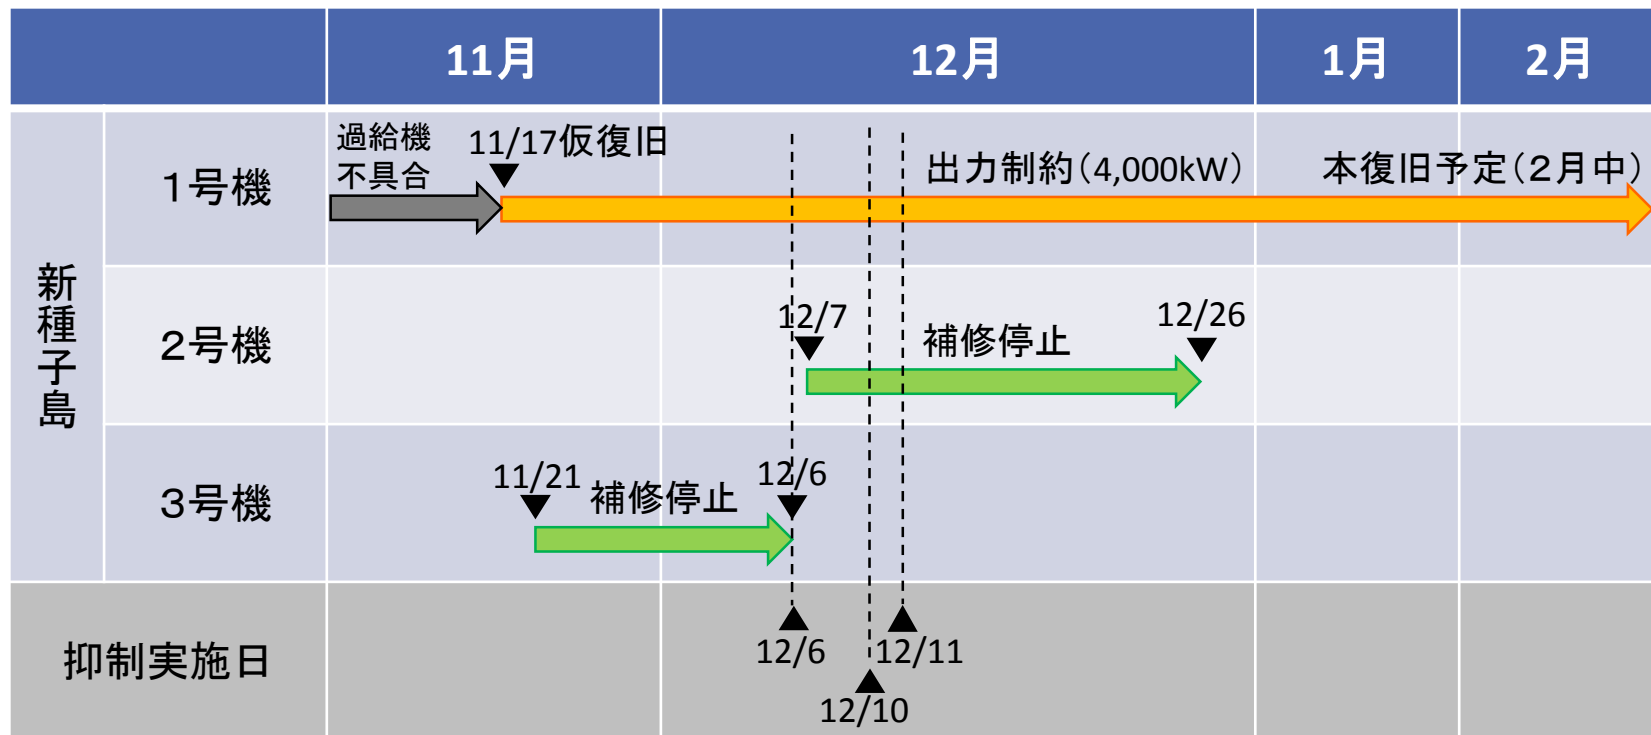 11月
12月
1月
2月
新種子島
1号機
過給機
不具合
11/17仮復旧
出力制約(4,000kW)
本復旧予定(2月中)
2号機
12/7
補修停止
12/26
3号機
11/21
補修停止
12/6
抑制実施日
12/6
12/11
12/10